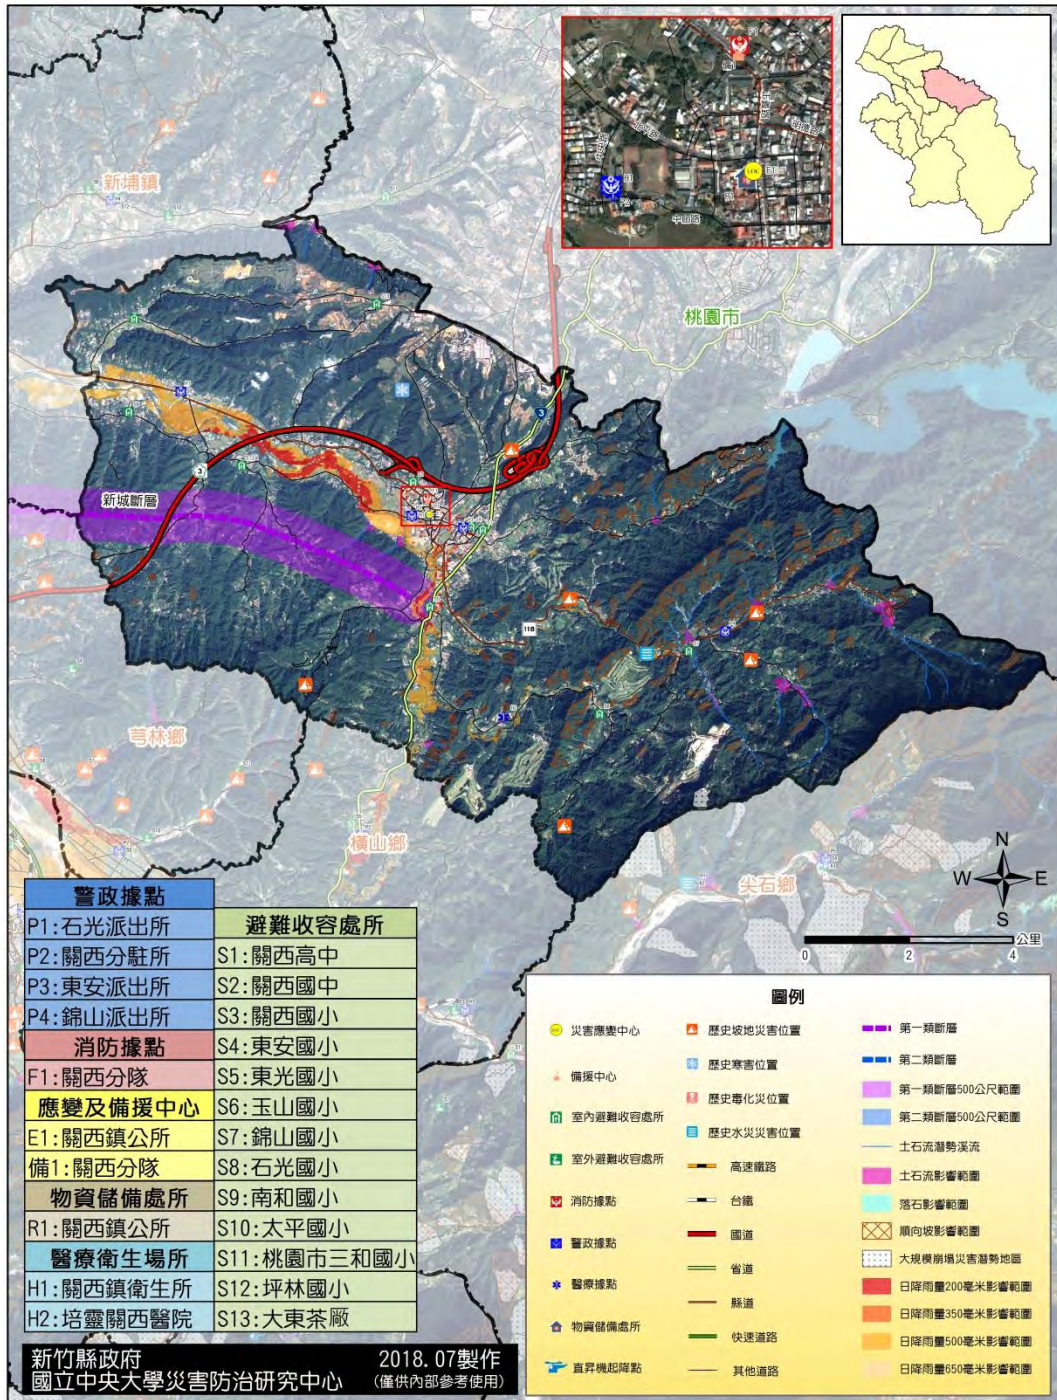 新埔鎮
桃園市
新城斷層
芎林鄉
橫山鄉
尖石鄉
中山路
3
3
118
N
W
E
S
公里
0
2
4
警政據點
P1:石光派出所
P2:關西分駐所
P3:東安派出所
P4:錦山派出所
消防據點
F1:關西分隊
應變及備援中心
E1:關西鎮公所
備1:關西分隊
物資儲備處所
R1:關西鎮公所
醫療衛生場所
H1:關西鎮衛生所
H2:培靈關西醫院
避難收容處所
S1:關西高中
S2:關西國中
S3:關西國小
S4:東安國小
S5:東光國小
S6:玉山國小
S7:錦山國小
S8:石光國小
S9:南和國小
S10:太平國小
S11:桃園市三和國小
S12:坪林國小
S13:大東茶廠
新竹縣政府
國立中央大學災害防治研究中心
2018.07製作
(僅供內部參考使用)
圖例
災害應變中心
備援中心
室內避難收容處所
室外避難收容處所
消防據點
警政據點
醫療據點
物資儲備處所
直昇機起降點
歷史坡地災害位置
歷史寒害位置
歷史毒化災位置
歷史水災災害位置
高速鐵路
台鐵
國道
省道
縣道
快速道路
其他道路
第一類斷層
第二類斷層
第一類斷層500公尺範圍
第二類斷層500公尺範圍
土石流潛勢溪流
土石流影響範圍
落石影響範圍
順向坡影響範圍
大規模崩塌災害潛勢地區
日降雨量200毫米影響範圍
日降雨量350毫米影響範圍
日降雨量500毫米影響範圍
日降雨量650毫米影響範圍